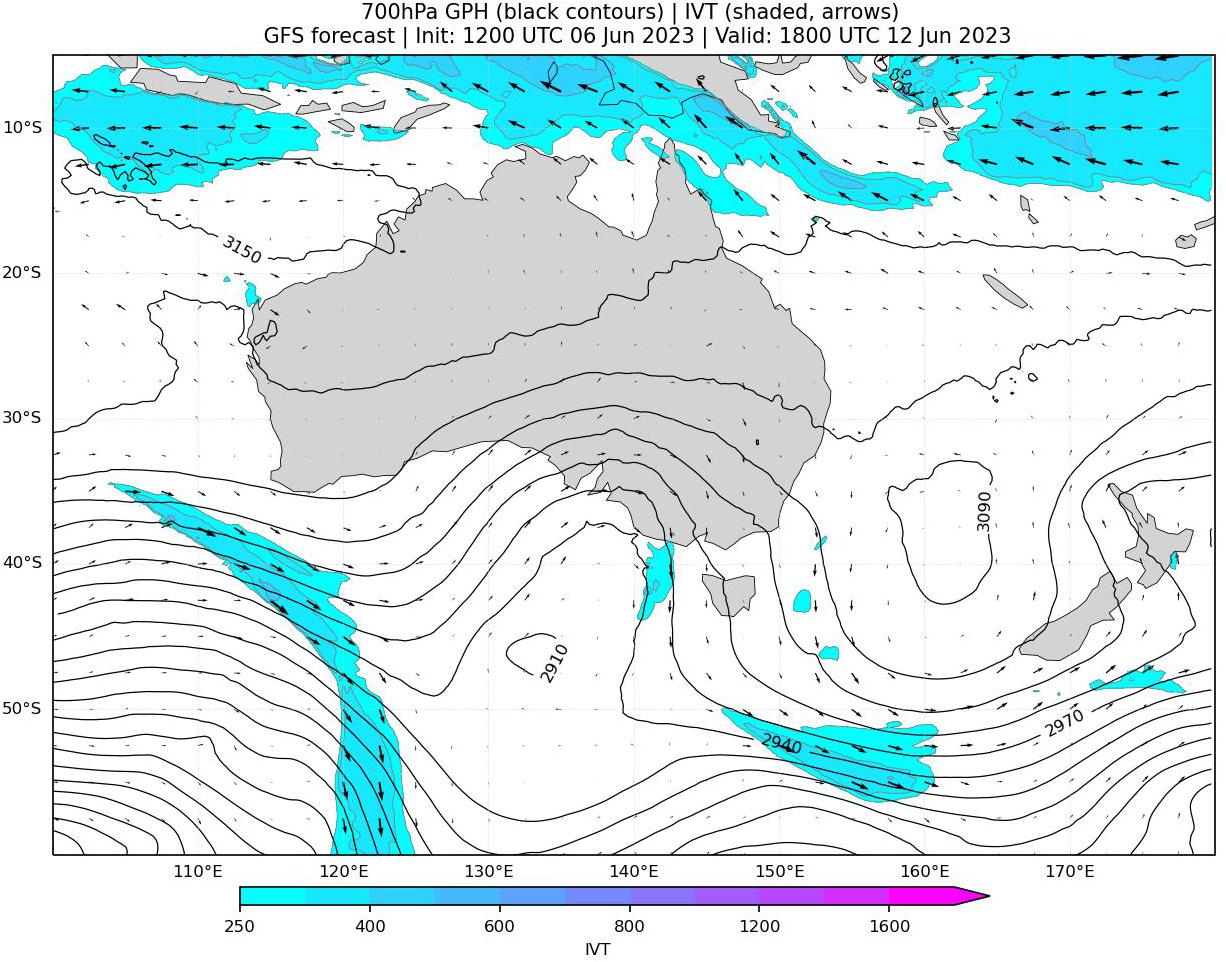 700hPa GPH (black contours) | IVT (shaded, arrows)
GFS forecast | Init: 1200 UTC 06 Jun 2023 | Valid: 1800 UTC 12 Jun 2023
10°S
3150
20°S
30°S
3090
40°S
2910
50°S
2970
2940
110°E 120°E 130°E 140°E 150°E 160°E 170°E
250 400 600 800 1200 1600
IVT